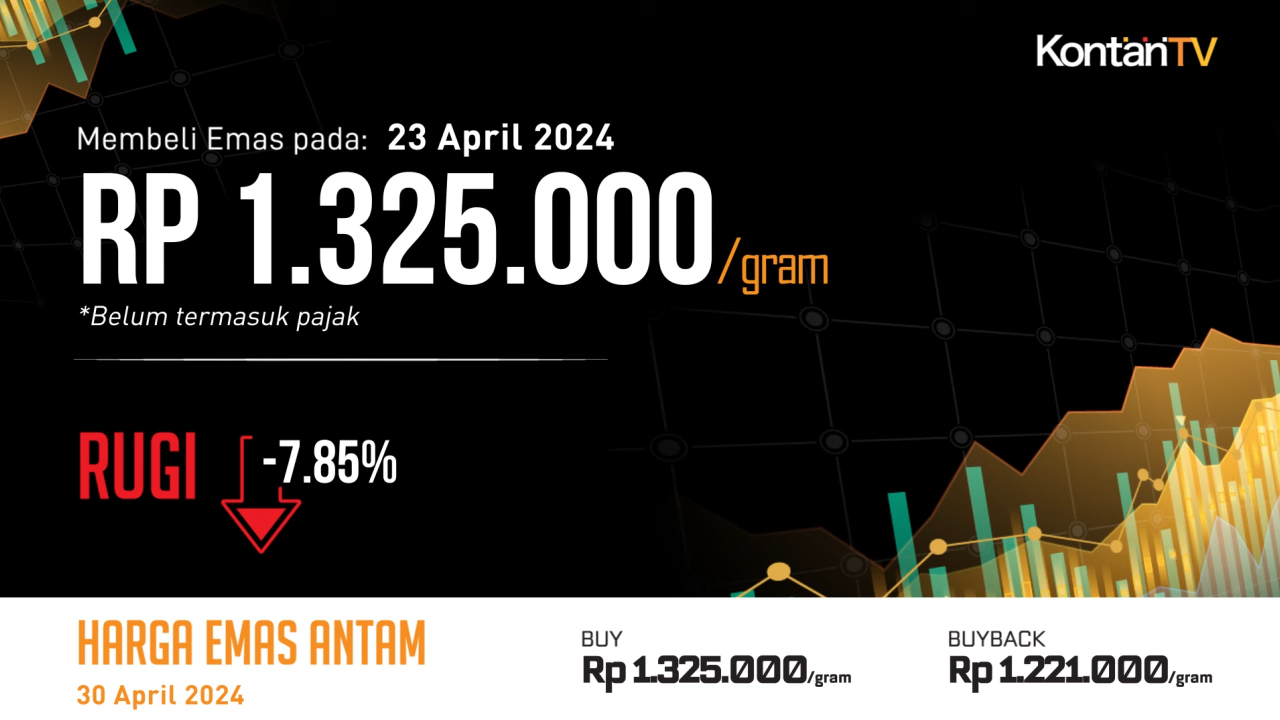 KontanTV
Membeli Emas pada: 23 April 2024
RP 1.325.000/gram
*Belum termasuk pajak
RUGI -7.85%
HARGA EMAS ANTAM
30 April 2024
BUY
Rp 1.325.000/gram
BUYBACK
Rp 1.221.000/gram